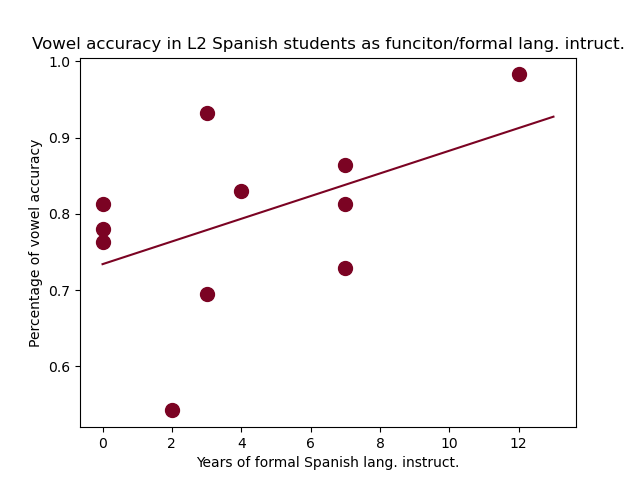 Vowel accuracy in L2 Spanish students as funciton/formal lang. intruct.
1.0
0.9
0.8
0.7
0.6
Percentage of vowel accuracy
0 2 4 6 8 10 12
Years of formal Spanish lang. instruct.